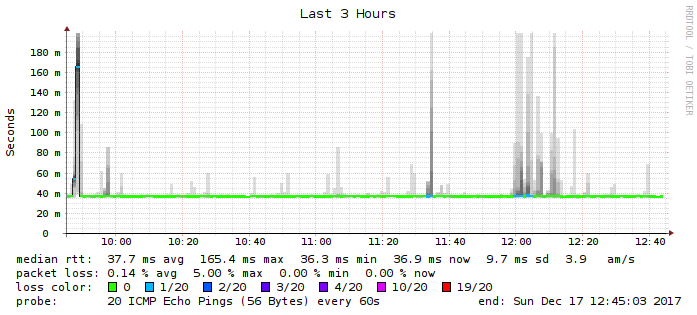 Last 3 Hours
RRDTOOL / TOBI OETIKER
Seconds
180 m
160 m
140 m
120 m
100 m
80 m
60 m
40 m
20 m
0
10:00 10:20 10:40 11:00 11:20 11:40 12:00 12:20 12:40
median rtt: 37.7 ms avg 165.4 ms max 36.3 ms min 36.9 ms now 9.7 ms sd 3.9 am/s
packet loss: 0.14 % avg 5.00 % max 0.00 % min 0.00 % now
loss color: 0 1/20 2/20 3/20 4/20 10/20 19/20
probe: 20 ICMP Echo Pings (56 Bytes) every 60s end: Sun Dec 17 12:45:03 2017